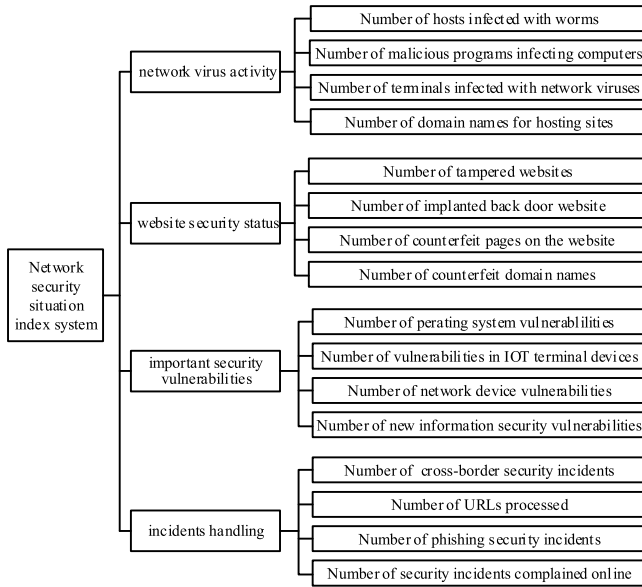 Number of hosts infected with worms
Number of malicious programs infecting computers
network virus activity
Number of terminals infected with network viruses
Number of domain names for hosting sites
Number of tampered websites
Number of implanted back door website
website security status
Number of counterfeit pages on the website
Number of counterfeit domain names
Network
security
situation
index system
Number of perating system vulnerablilities
Number of vulnerabilities in IOT terminal devices
important security
vulnerabilities
Number of network device vulnerabilities
Number of new information security vulnerabilities
Number of cross-border security incidents
Number of URLs processed
incidents handling
Number of phishing security incidents
Number of security incidents complained online